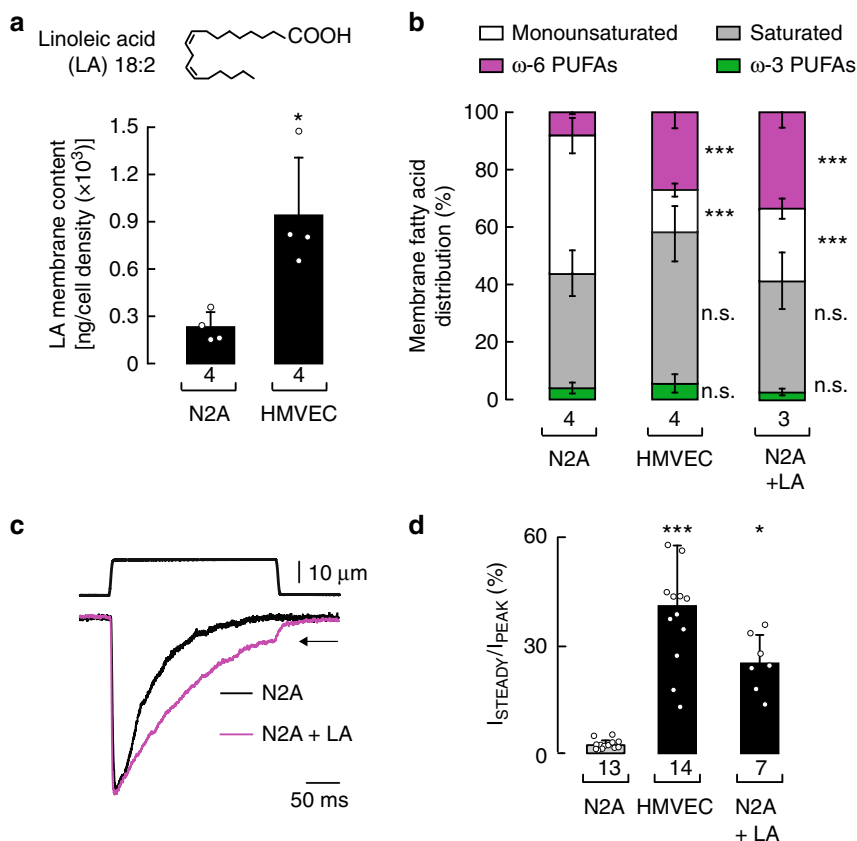 a
Linoleic acid
(LA) 18:2
COOH
LA membrane content
[ng/cell density (×10³)]
1.5
1.2
0.9
0.6
0.3
0
*
4
4
N2A
HMVEC
b
Monounsaturated
Saturated
ω-6 PUFAs
ω-3 PUFAs
Membrane fatty acid
distribution (%)
100
80
60
40
20
0
***
***
n.s.
n.s.
***
***
n.s.
n.s.
4
4
3
N2A
HMVEC
N2A
+LA
c
10 μm
N2A
N2A + LA
50 ms
d
I_STEADY/I_PEAK (%)
60
30
0
***
*
13
14
7
N2A
HMVEC
N2A
+ LA